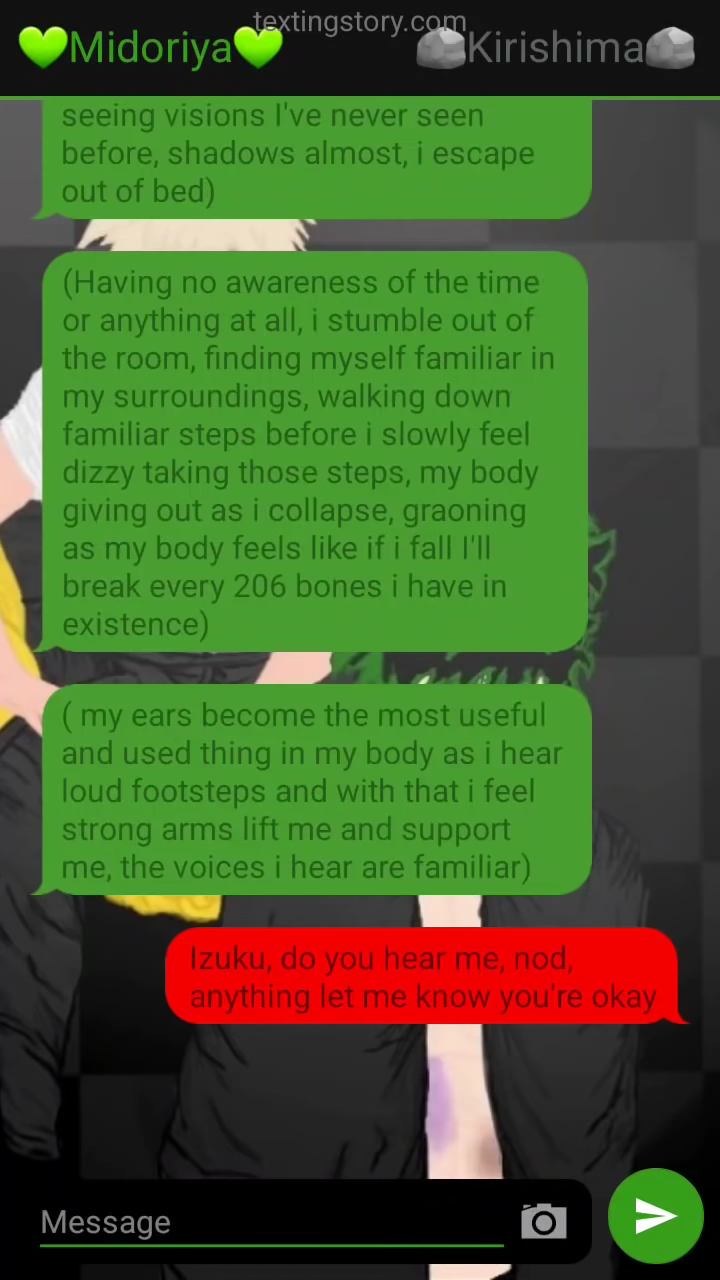 textingstory.com
💚Midoriya💚 🪨Kirishima🪨
seeing visions I've never seen
before, shadows almost, i escape
out of bed)
(Having no awareness of the time
or anything at all, i stumble out of
the room, finding myself familiar in
my surroundings, walking down
familiar steps before i slowly feel
dizzy taking those steps, my body
giving out as i collapse, graoning
as my body feels like if i fall I'll
break every 206 bones i have in
existence)
( my ears become the most useful
and used thing in my body as i hear
loud footsteps and with that i feel
strong arms lift me and support
me, the voices i hear are familiar)
Izuku, do you hear me, nod,
anything let me know you're okay
Message